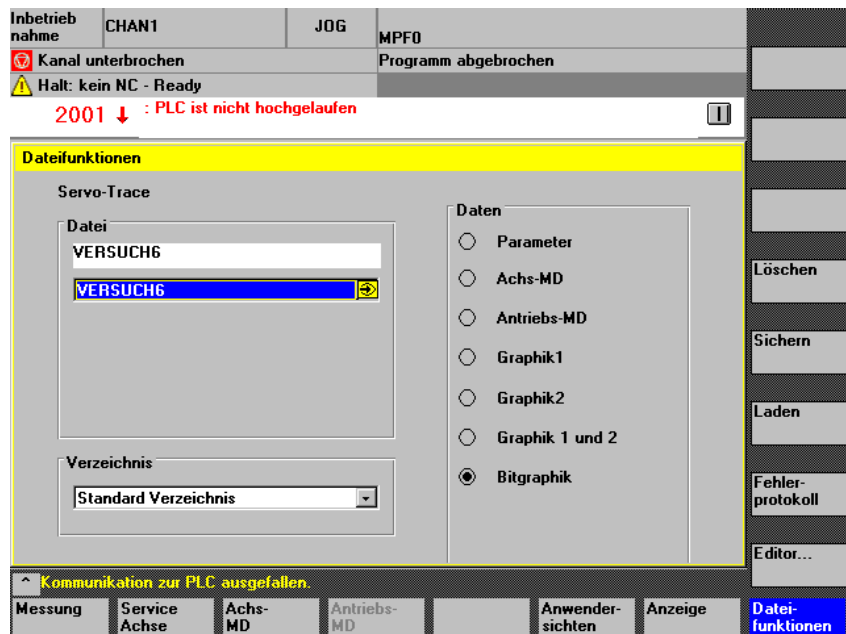 Inbetrieb
nahme
CHAN1
JOG
MPF0
Kanal unterbrochen
Programm abgebrochen
Halt: kein NC - Ready
2001 ↓ : PLC ist nicht hochgelaufen
Dateifunktionen
Servo-Trace
Datei
VERSUCH6
VERSUCH6
Verzeichnis
Standard Verzeichnis
Daten
Parameter
Achs-MD
Antriebs-MD
Graphik1
Graphik2
Graphik 1 und 2
Bitgraphik
Löschen
Sichern
Laden
Fehler-
protokoll
Editor...
^ Kommunikation zur PLC ausgefallen.
Messung
Service
Achse
Achs-
MD
Antriebs-
MD
Anwender-
sichten
Anzeige
Datei-
funktionen